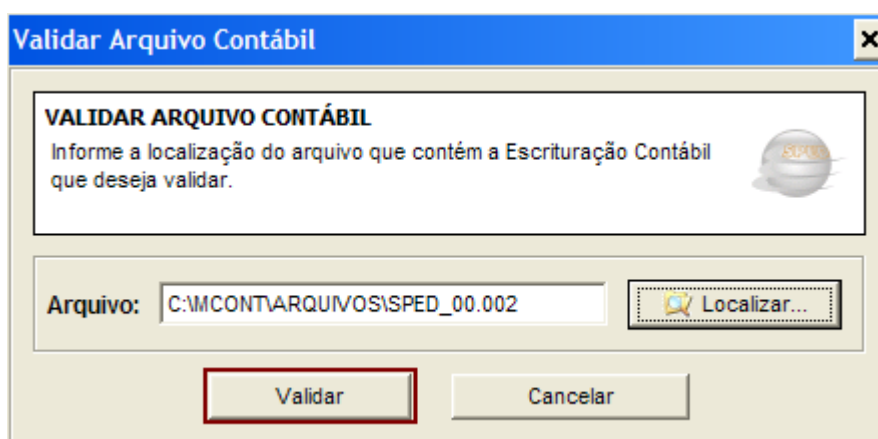 Validar Arquivo Contábil
VALIDAR ARQUIVO CONTÁBIL
Informe a localização do arquivo que contém a Escrituração Contábil
que deseja validar.
SPED
Arquivo: C:\MCONT\ARQUIVOS\SPED_00.002 Localizar...
Validar Cancelar